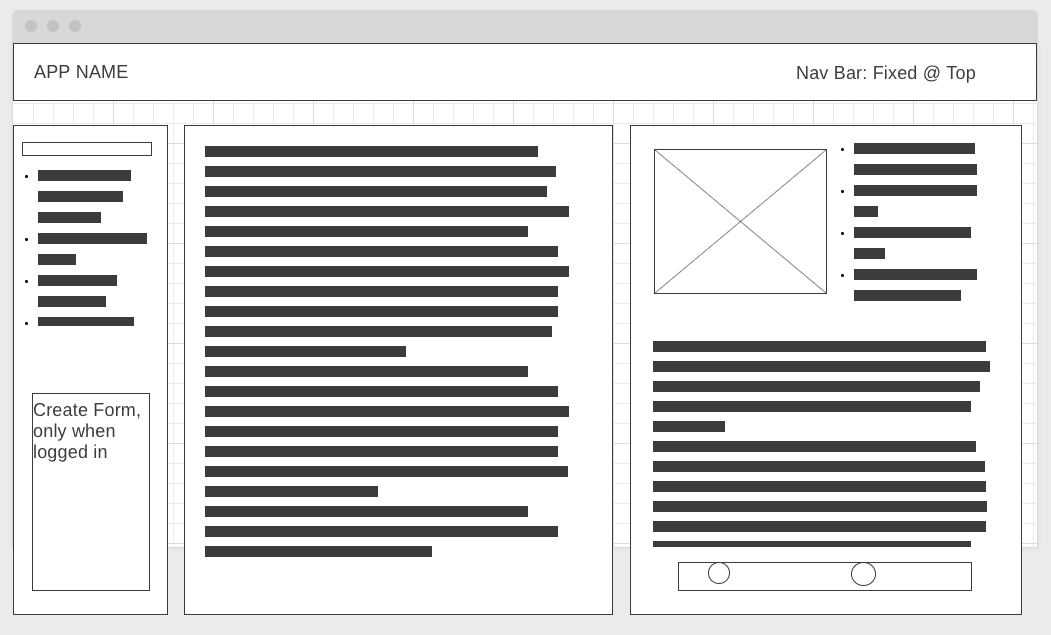 APP NAME
Nav Bar: Fixed @ Top
Create Form,
only when
logged in